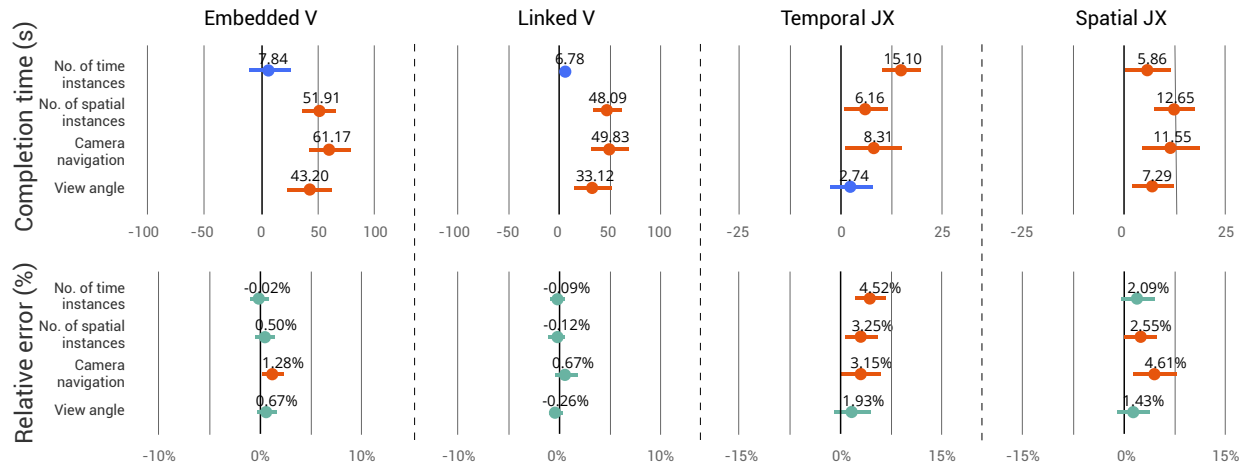 Embedded V
Linked V
Temporal JX
Spatial JX
Completion time (s)
No. of time
instances
7.84
6.78
15.10
5.86
No. of spatial
instances
51.91
48.09
6.16
12.65
Camera
navigation
61.17
49.83
8.31
11.55
View angle
43.20
33.12
2.74
7.29
-100 -50 0 50 100
-100 -50 0 50 100
-25 0 25
-25 0 25
Relative error (%)
No. of time
instances
-0.02%
-0.09%
4.52%
2.09%
No. of spatial
instances
0.50%
-0.12%
3.25%
2.55%
Camera
navigation
1.28%
0.67%
3.15%
4.61%
View angle
0.67%
-0.26%
1.93%
1.43%
-10% 0% 10%
-10% 0% 10%
-15% 0% 15%
-15% 0% 15%